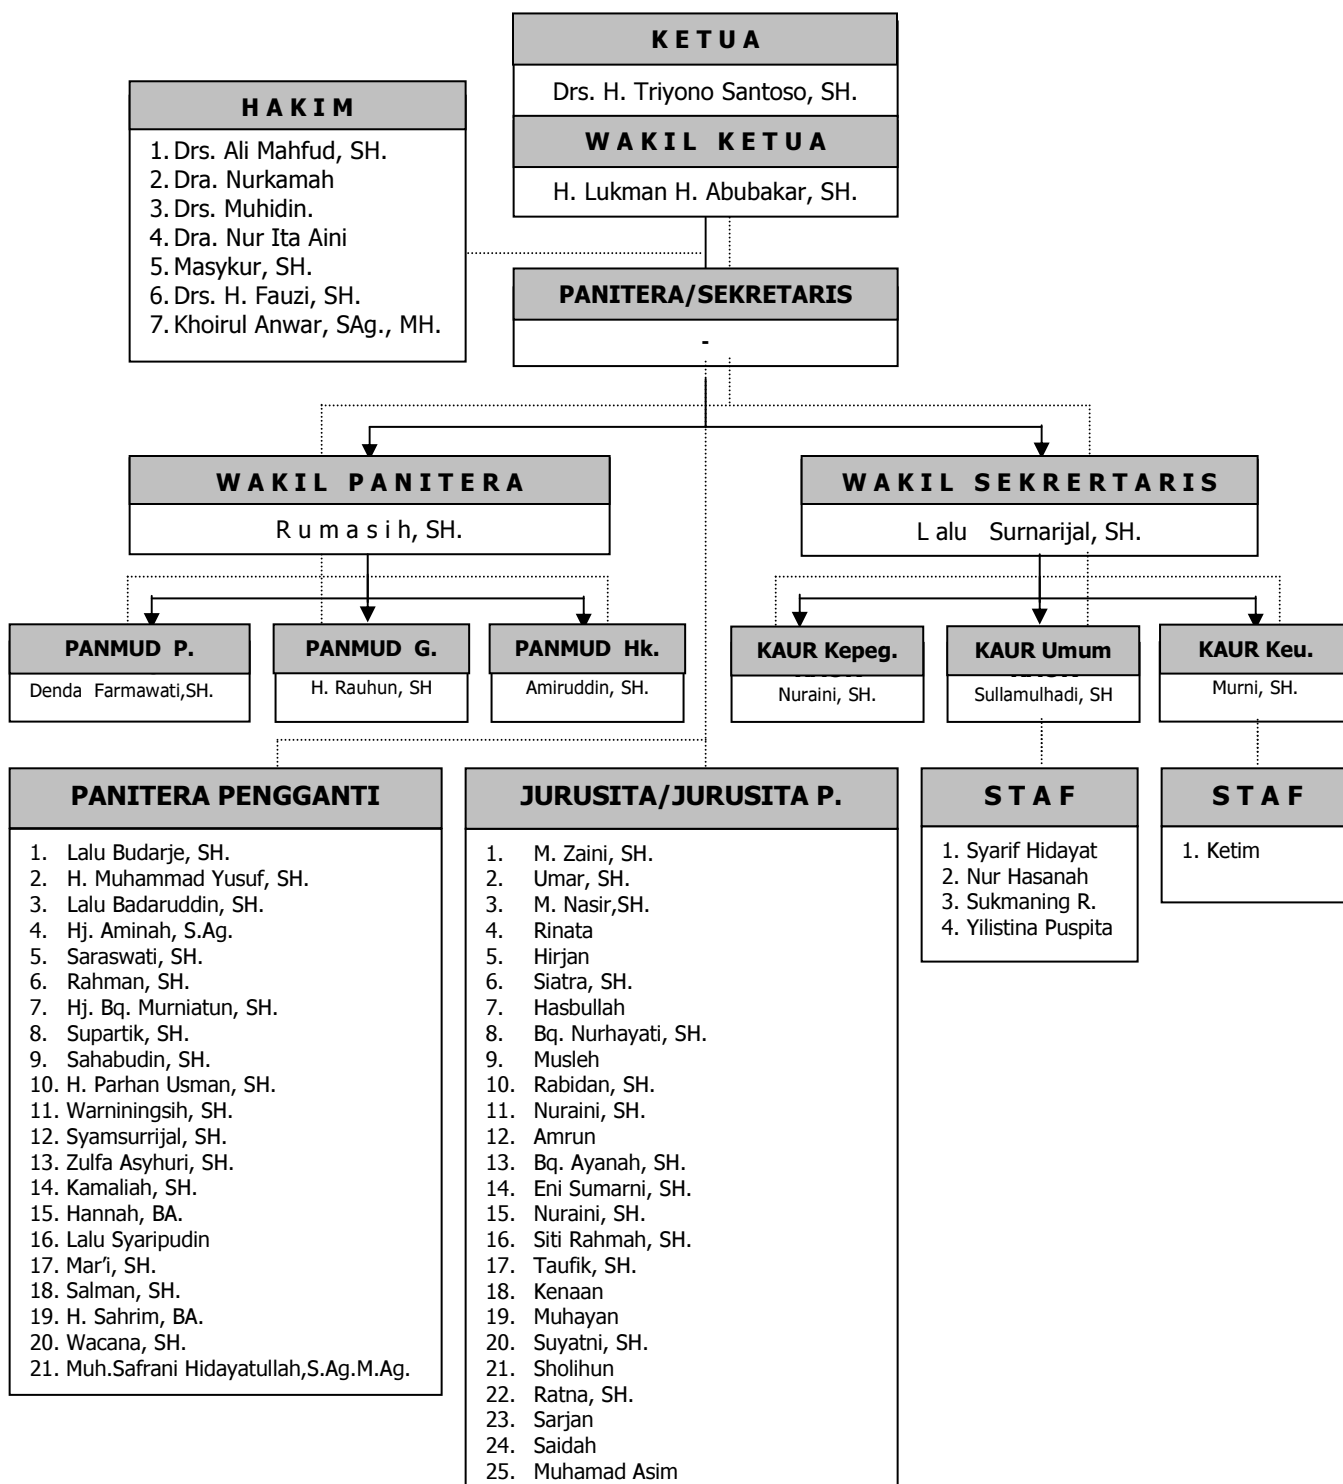 K E T U A
Drs. H. Triyono Santoso, SH.
W A K I L   K E T U A
H. Lukman H. Abubakar, SH.
H A K I M
1. Drs. Ali Mahfud, SH.
2. Dra. Nurkamah
3. Drs. Muhidin.
4. Dra. Nur Ita Aini
5. Masykur, SH.
6. Drs. H. Fauzi, SH.
7. Khoirul Anwar, SAg., MH.
PANITERA/SEKRETARIS
-
W A K I L   P A N I T E R A
R u m a s i h, SH.
W A K I L   S E K R E R T A R I S
L alu   Surnarijal, SH.
PANMUD P.
Denda Farmawati,SH.
PANMUD G.
H. Rauhun, SH
PANMUD Hk.
Amiruddin, SH.
KAUR Kepeg.
Nuraini, SH.
KAUR Umum
Sullamulhadi, SH
KAUR Keu.
Murni, SH.
PANITERA PENGGANTI
1. Lalu Budarje, SH.
2. H. Muhammad Yusuf, SH.
3. Lalu Badaruddin, SH.
4. Hj. Aminah, S.Ag.
5. Saraswati, SH.
6. Rahman, SH.
7. Hj. Bq. Murniatun, SH.
8. Supartik, SH.
9. Sahabudin, SH.
10. H. Parhan Usman, SH.
11. Warniningsih, SH.
12. Syamsurrijal, SH.
13. Zulfa Asyhuri, SH.
14. Kamaliah, SH.
15. Hannah, BA.
16. Lalu Syaripudin
17. Mar’i, SH.
18. Salman, SH.
19. H. Sahrim, BA.
20. Wacana, SH.
21. Muh.Safrani Hidayatullah,S.Ag.M.Ag.
JURUSITA/JURUSITA P.
1. M. Zaini, SH.
2. Umar, SH.
3. M. Nasir,SH.
4. Rinata
5. Hirjan
6. Siatra, SH.
7. Hasbullah
8. Bq. Nurhayati, SH.
9. Musleh
10. Rabidan, SH.
11. Nuraini, SH.
12. Amrun
13. Bq. Ayanah, SH.
14. Eni Sumarni, SH.
15. Nuraini, SH.
16. Siti Rahmah, SH.
17. Taufik, SH.
18. Kenaan
19. Muhayan
20. Suyatni, SH.
21. Sholihun
22. Ratna, SH.
23. Sarjan
24. Saidah
25. Muhamad Asim
S T A F
1. Syarif Hidayat
2. Nur Hasanah
3. Sukmaning R.
4. Yilistina Puspita
S T A F
1. Ketim